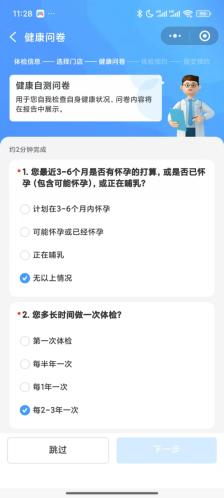 11:28
健康问卷
体检信息 选择门店 健康问卷 体检预约 提交预约
健康自测问卷
用于您自我检查自身健康状况，问卷内容将
在报告中展示。
约2分钟完成
*1. 您最近3-6个月是否有怀孕的打算，或是否已怀
孕（包含可能怀孕），或正在哺乳？
计划在3-6个月内怀孕
可能怀孕或已经怀孕
正在哺乳
无以上情况
*2. 您多长时间做一次体检？
第一次体检
每半年一次
每1年一次
每2-3年一次
跳过
下一步